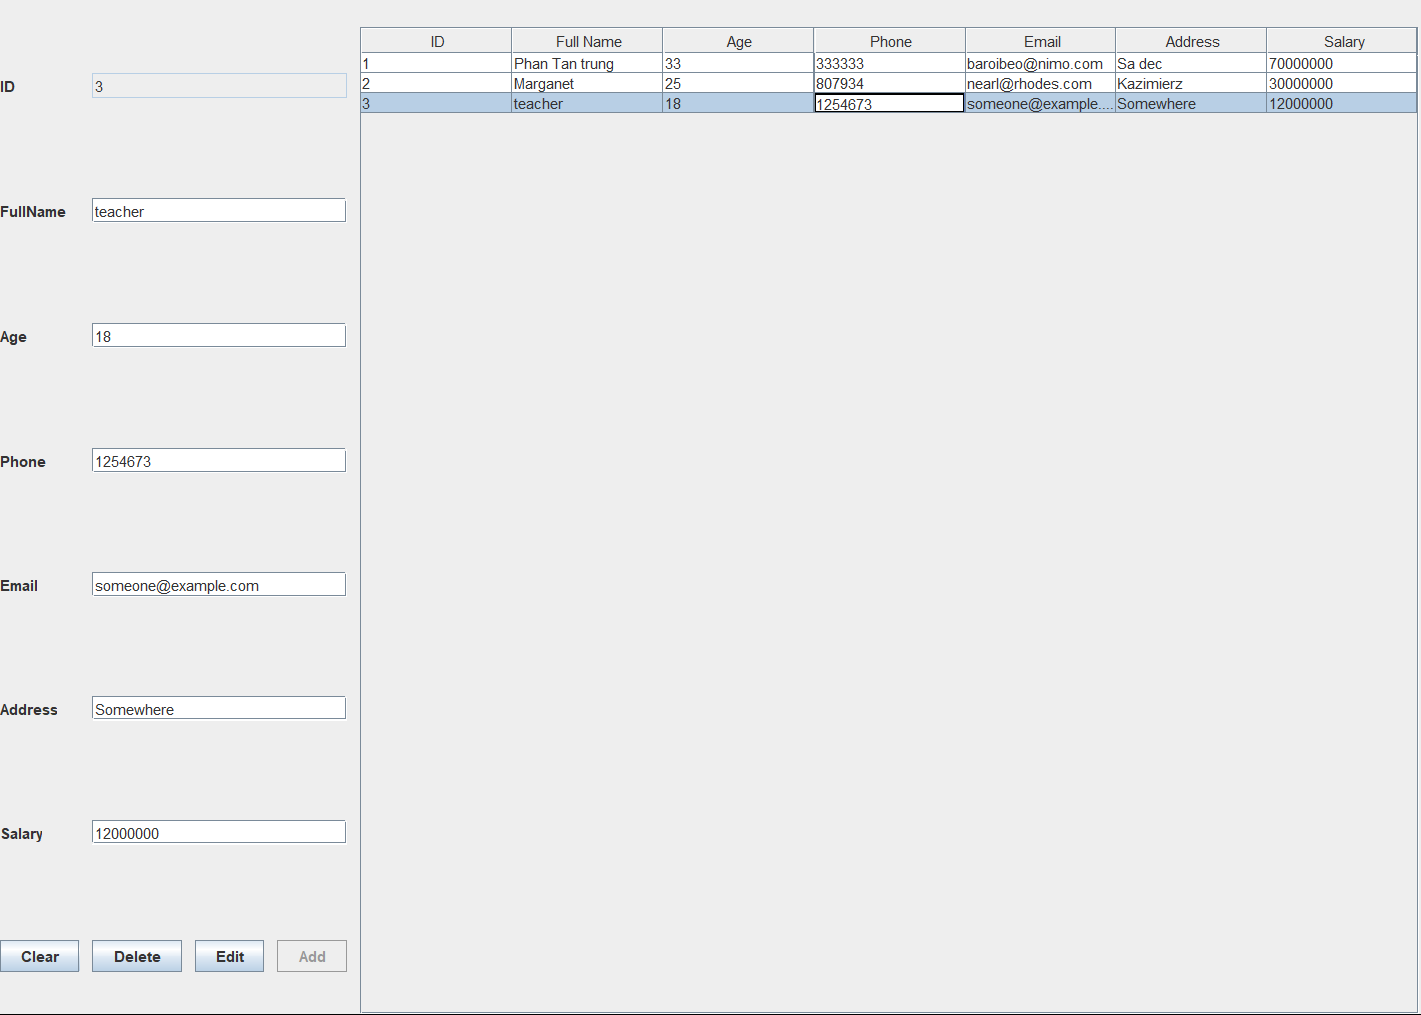 ID 3
FullName teacher
Age 18
Phone 1254673
Email someone@example.com
Address Somewhere
Salary 12000000
Clear Delete Edit Add
ID Full Name Age Phone Email Address Salary
1 Phan Tan trung 33 333333 baroibeo@nimo.com Sa dec 70000000
2 Marganet 25 807934 nearl@rhodes.com Kazimierz 30000000
3 teacher 18 1254673 someone@example.... Somewhere 12000000